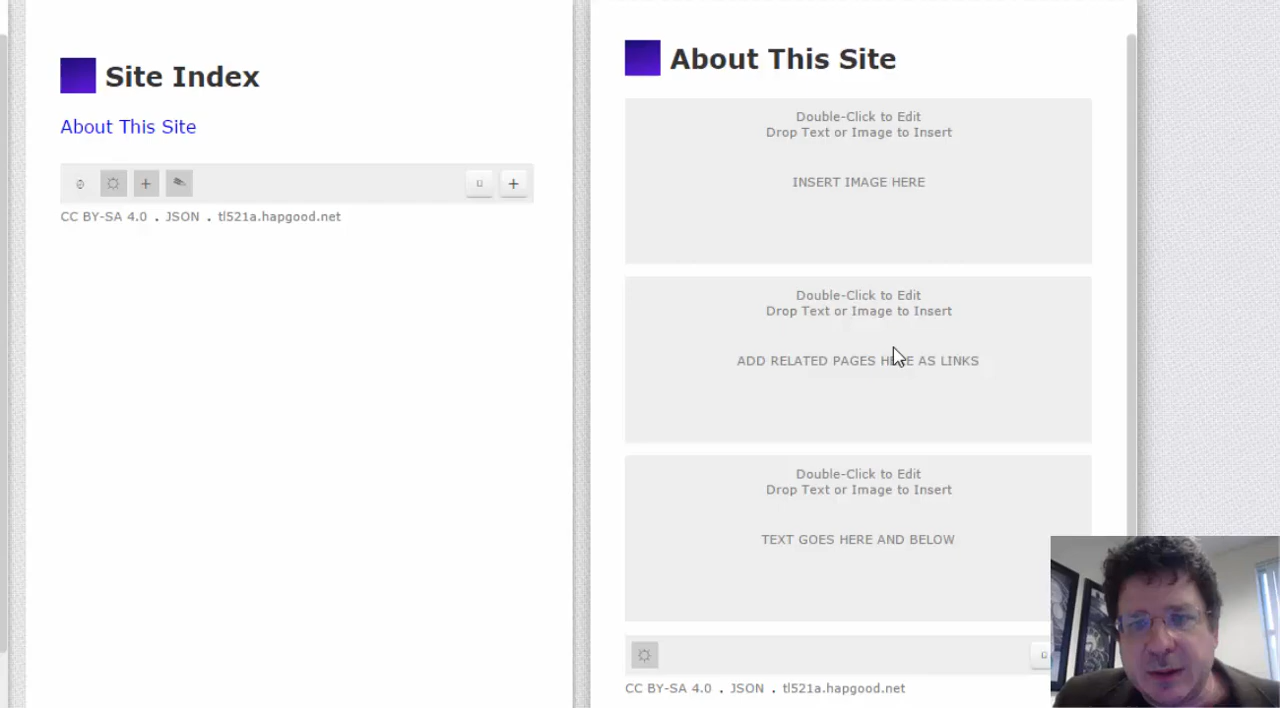 Site Index
About This Site
CC BY-SA 4.0 . JSON . tl521a.hapgood.net
About This Site
Double-Click to Edit
Drop Text or Image to Insert
INSERT IMAGE HERE
Double-Click to Edit
Drop Text or Image to Insert
ADD RELATED PAGES HERE AS LINKS
Double-Click to Edit
Drop Text or Image to Insert
TEXT GOES HERE AND BELOW
CC BY-SA 4.0 . JSON . tl521a.hapgood.net